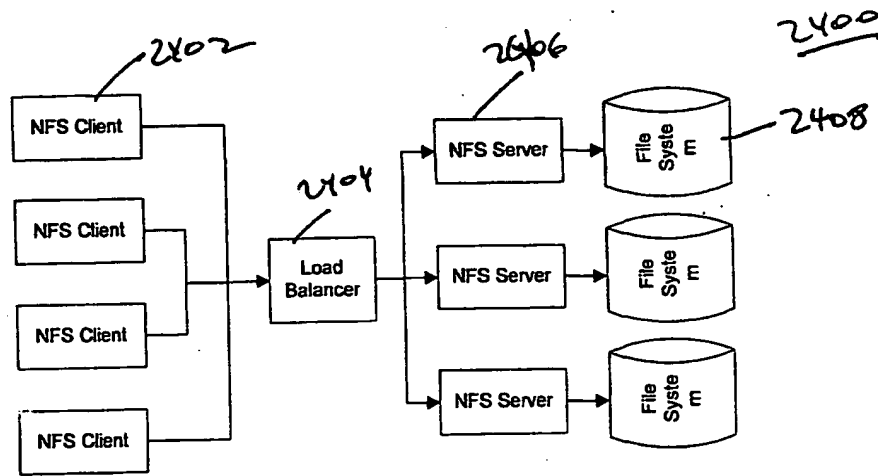 2400
2402
2406
2408
2404
NFS Client
NFS Client
NFS Client
NFS Client
Load
Balancer
NFS Server
NFS Server
NFS Server
File
Syste
m
File
Syste
m
File
Syste
m